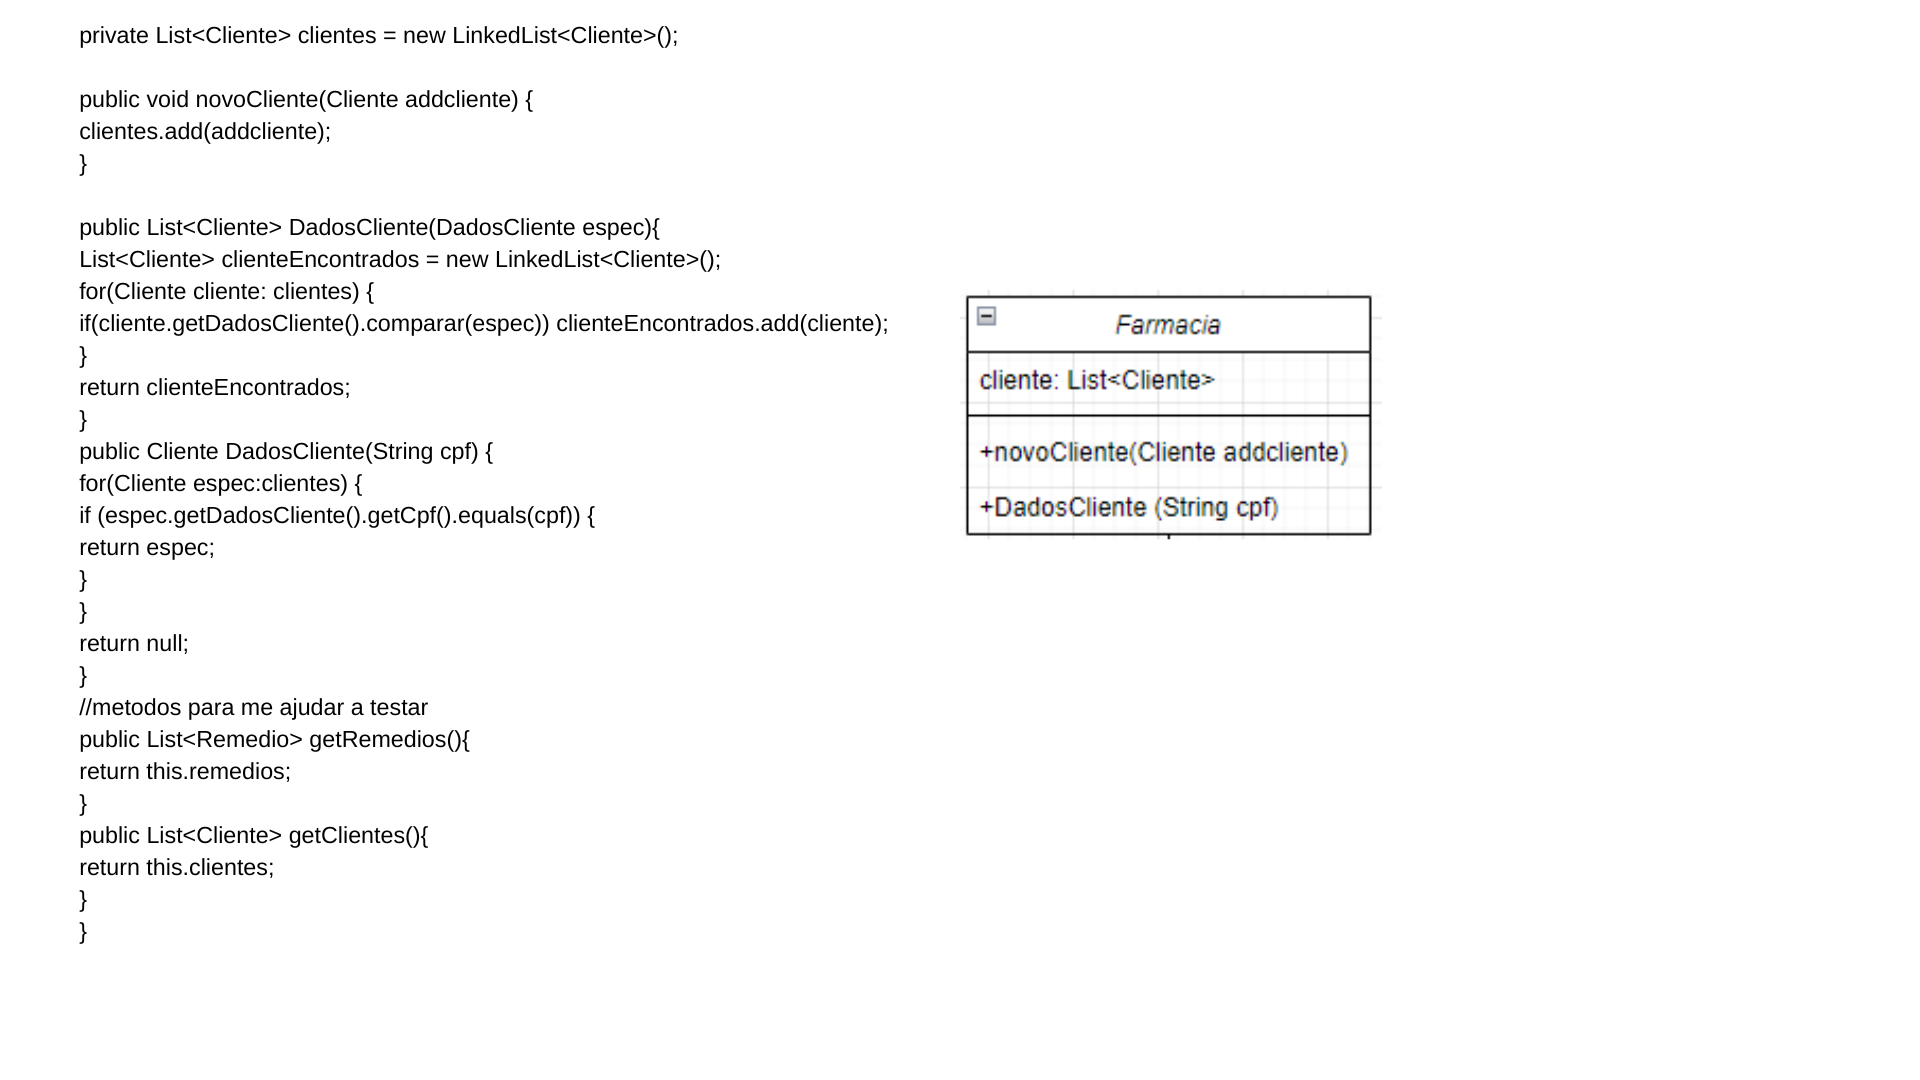 private List<Cliente> clientes = new LinkedList<Cliente>();
public void novoCliente(Cliente addcliente) {
clientes.add(addcliente);
}
public List<Cliente> DadosCliente(DadosCliente espec){
List<Cliente> clienteEncontrados = new LinkedList<Cliente>();
for(Cliente cliente: clientes) {
if(cliente.getDadosCliente().comparar(espec)) clienteEncontrados.add(cliente);
}
return clienteEncontrados;
}
public Cliente DadosCliente(String cpf) {
for(Cliente espec:clientes) {
if (espec.getDadosCliente().getCpf().equals(cpf)) {
return espec;
}
}
return null;
}
//metodos para me ajudar a testar
public List<Remedio> getRemedios(){
return this.remedios;
}
public List<Cliente> getClientes(){
return this.clientes;
}
}
Farmacia
cliente: List<Cliente>
+novoCliente(Cliente addcliente)
+DadosCliente (String cpf)